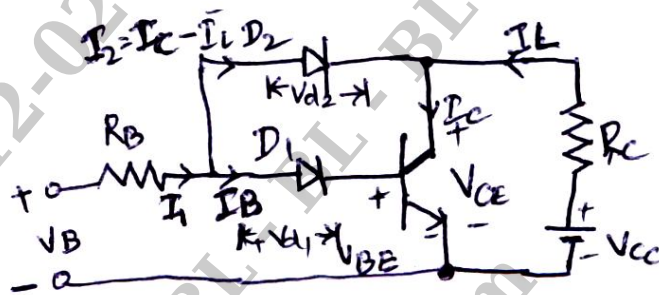 I₂=IC-IL D₂
IL
Vd₂
RB
D₁
IC
+
RC
+
I₁
IB
+
VCE
+
VB
+ Vd₁
VBE
-
-
VCC
-